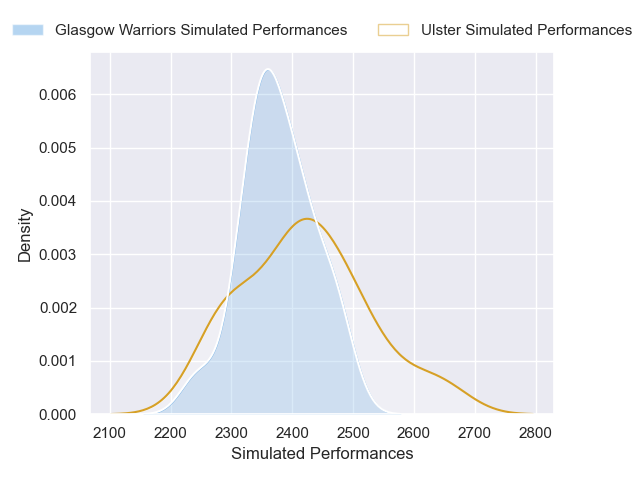 Glasgow Warriors Simulated Performances
Ulster Simulated Performances
0.006
0.005
0.004
0.003
0.002
0.001
0.000
Density
2100 2200 2300 2400 2500 2600 2700 2800
Simulated Performances